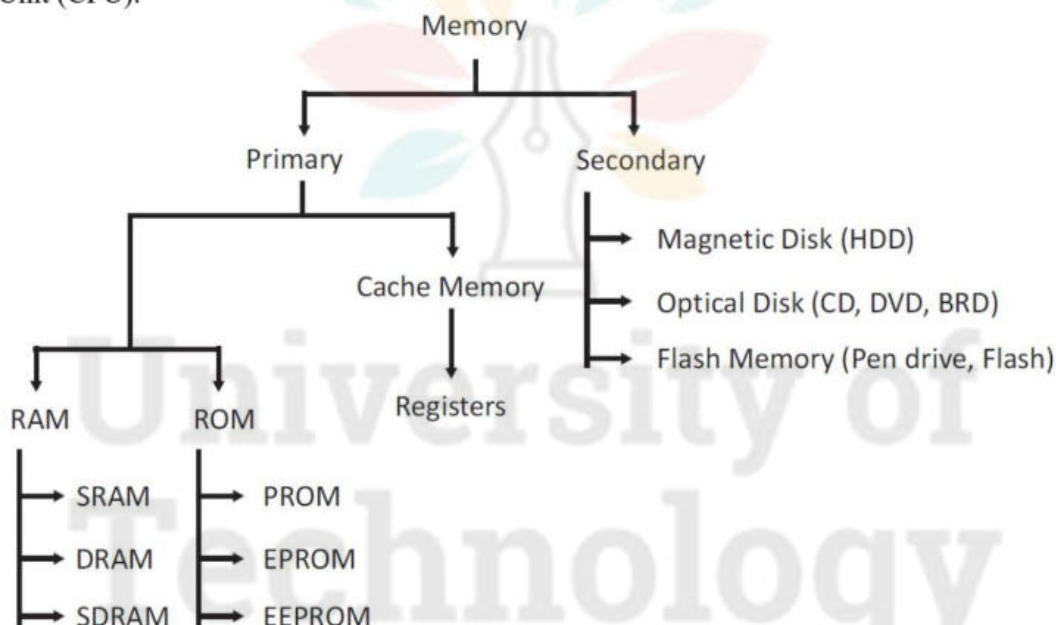 Unit (CPU).
Memory
Primary
Secondary
Magnetic Disk (HDD)
Cache Memory
Optical Disk (CD, DVD, BRD)
Flash Memory (Pen drive, Flash)
Registers
RAM
ROM
SRAM
PROM
DRAM
EPROM
SDRAM
EEPROM
University of
Technology